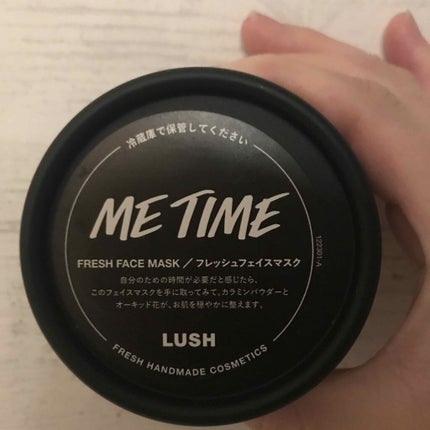 冷蔵庫で保管してください
ME TIME
FRESH FACE MASK／フレッシュフェイスマスク
自分のための時間が必要だと感じたら、
このフェイスマスクを手に取ってみて。カラミンパウダーと
オーキッド花が、お肌を穏やかに整えます。
LUSH
FRESH HANDMADE COSMETICS
122301-A